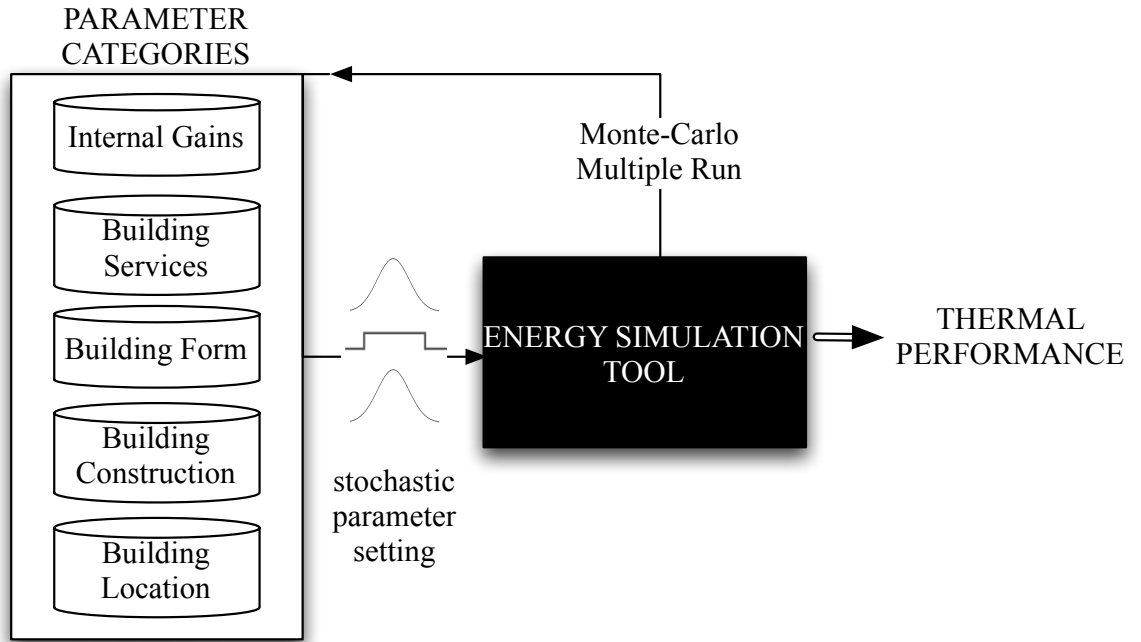 PARAMETER
CATEGORIES
Internal Gains
Building
Services
Building Form
Building
Construction
Building
Location
stochastic
parameter
setting
Monte-Carlo
Multiple Run
ENERGY SIMULATION
TOOL
THERMAL
PERFORMANCE